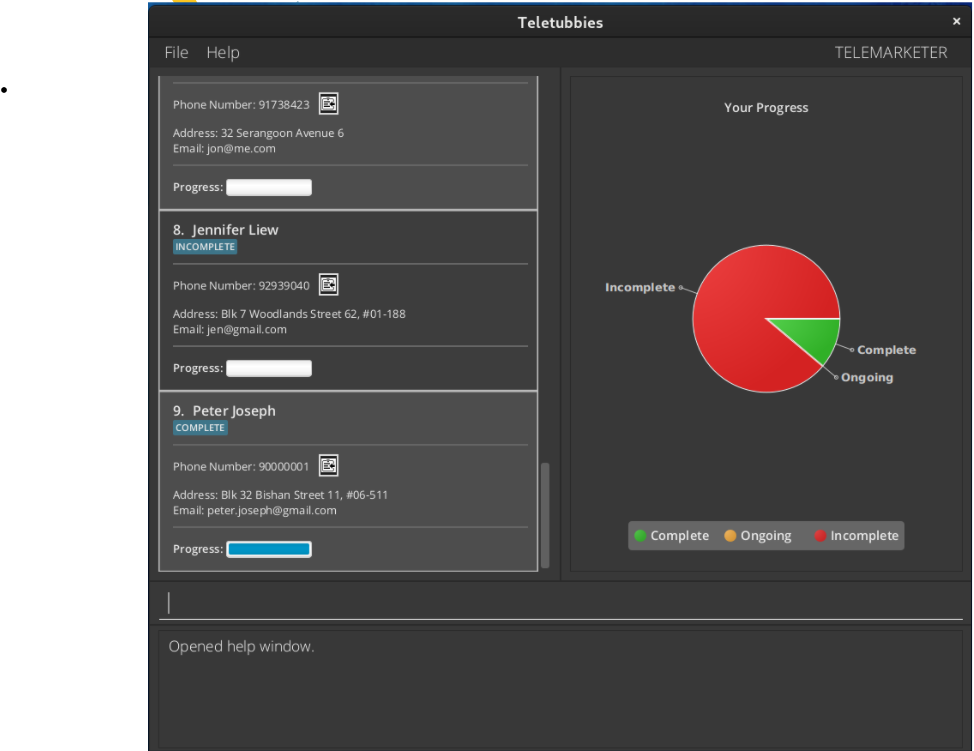 Teletubbies
File Help
TELEMARKETER
Phone Number: 91738423
Address: 32 Serangoon Avenue 6
Email: jon@me.com
Progress:
8. Jennifer Liew
INCOMPLETE
Phone Number: 92939040
Address: Blk 7 Woodlands Street 62, #01-188
Email: jen@gmail.com
Progress:
9. Peter Joseph
COMPLETE
Phone Number: 90000001
Address: Blk 32 Bishan Street 11, #06-511
Email: peter.joseph@gmail.com
Progress:
Your Progress
Incomplete
Complete
Ongoing
Complete Ongoing Incomplete
Opened help window.